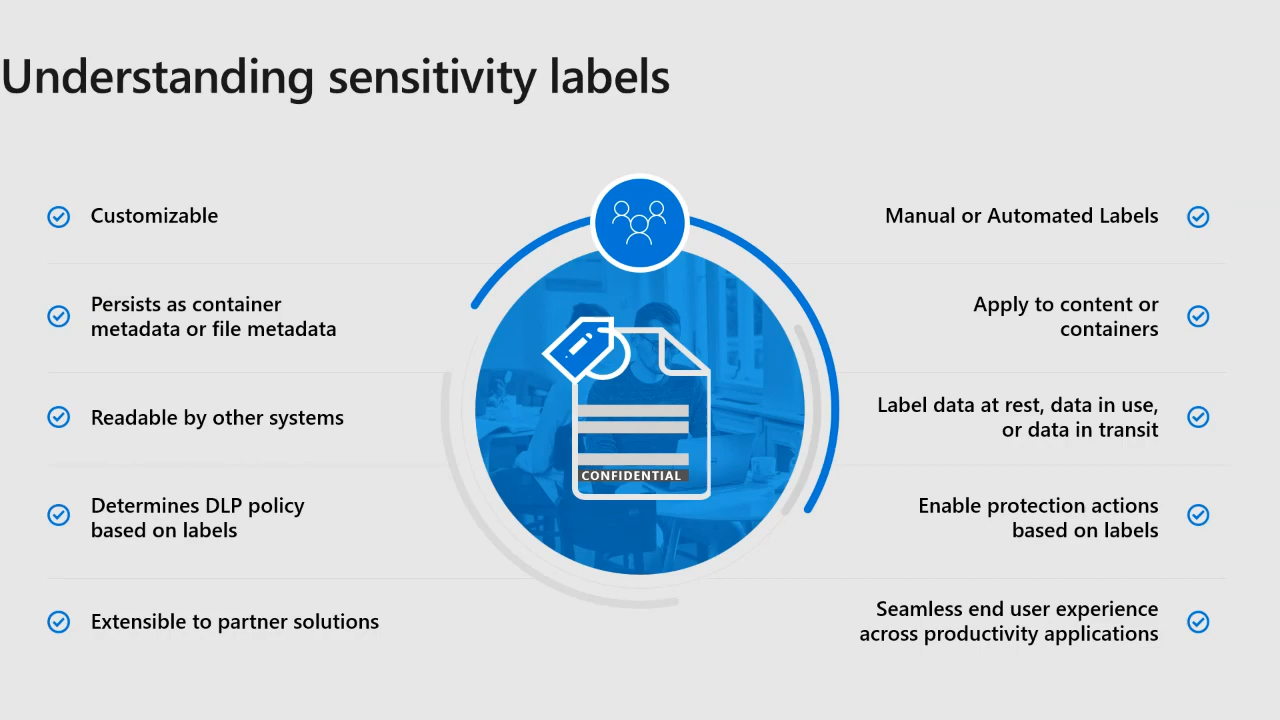 Understanding sensitivity labels
Customizable
Persists as container
metadata or file metadata
Readable by other systems
Determines DLP policy
based on labels
Extensible to partner solutions
CONFIDENTIAL
Manual or Automated Labels
Apply to content or
containers
Label data at rest, data in use,
or data in transit
Enable protection actions
based on labels
Seamless end user experience
across productivity applications